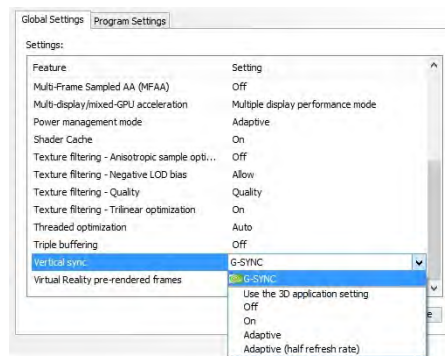 Global Settings Program Settings
Settings:
Feature Setting
Multi-Frame Sampled AA (MFAA) Off
Multi-display/mixed-GPU acceleration Multiple display performance mode
Power management mode Adaptive
Shader Cache On
Texture filtering - Anisotropic sample opti... Off
Texture filtering - Negative LOD bias Allow
Texture filtering - Quality Quality
Texture filtering - Trilinear optimization On
Threaded optimization Auto
Triple buffering Off
Vertical sync G-SYNC
Virtual Reality pre-rendered frames G-SYNC
Use the 3D application setting
Off
On
Adaptive
Adaptive (half refresh rate)